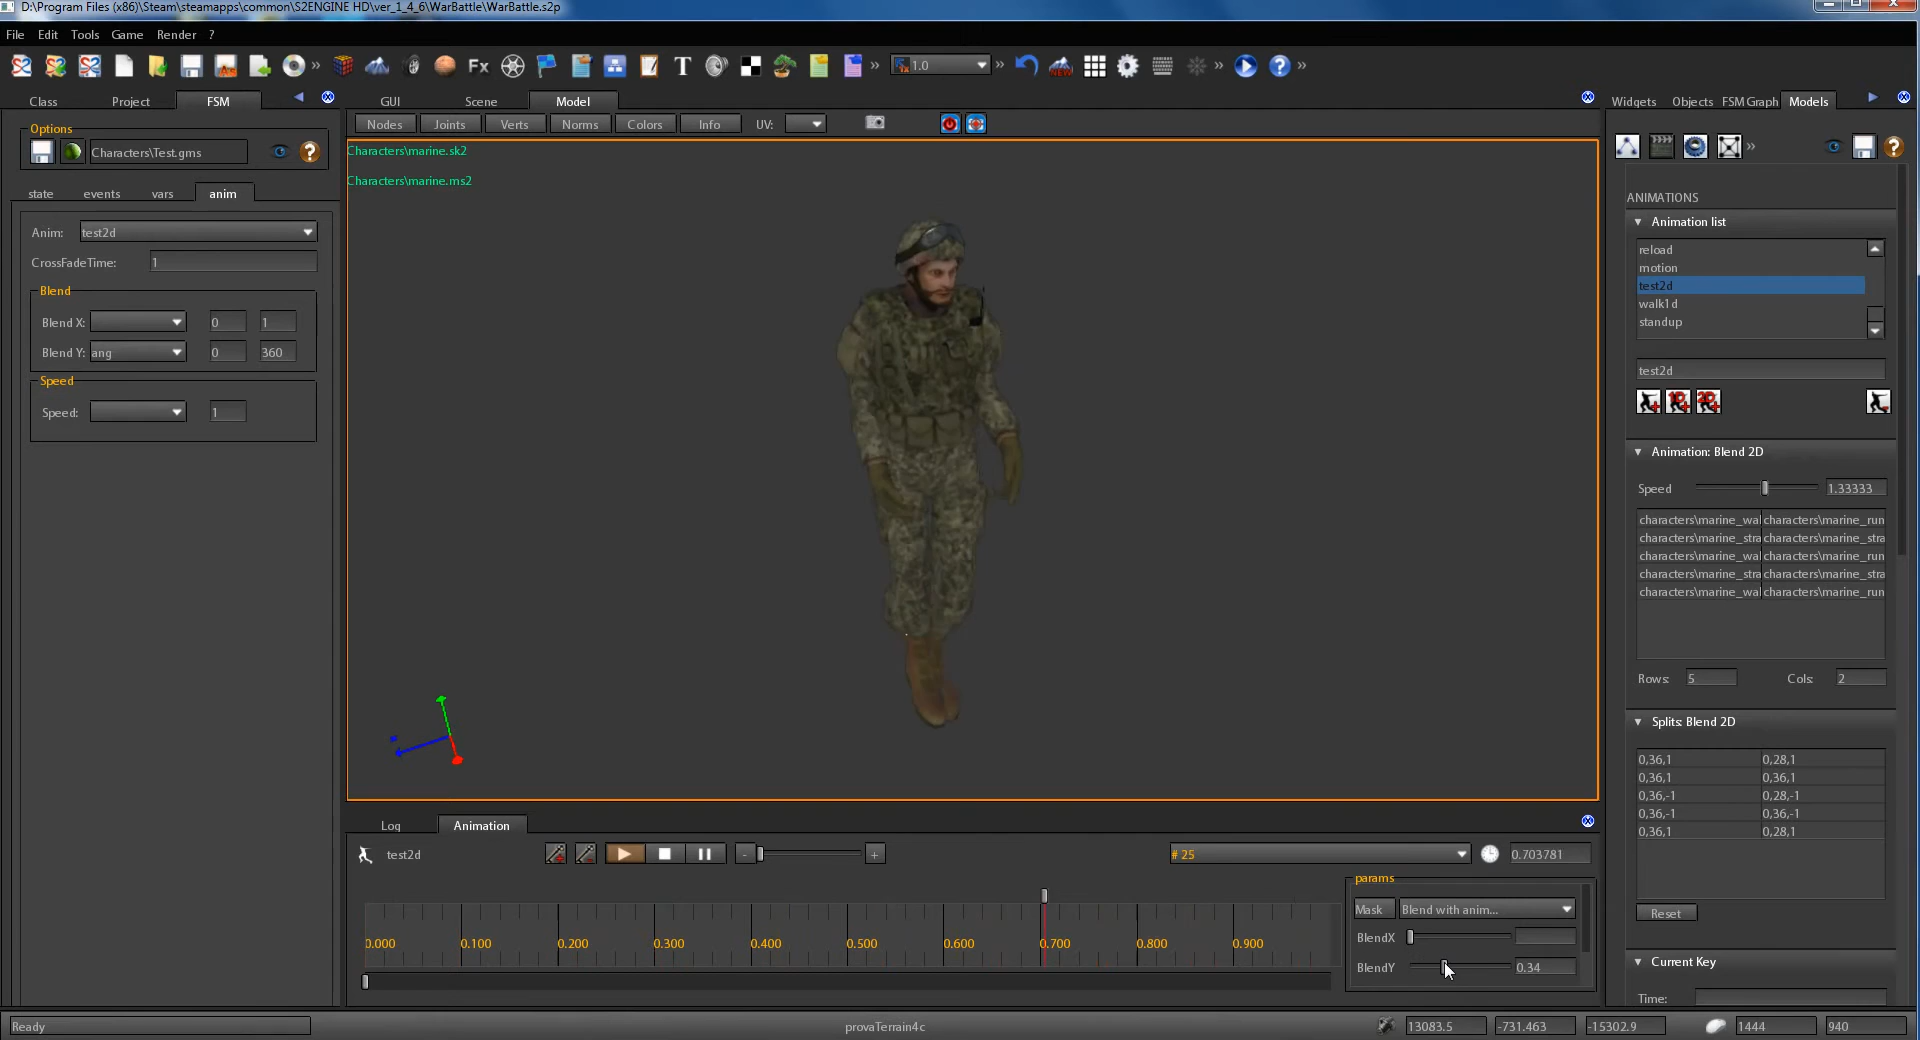 D:\Program Files (x86)\Steam\steamapps\common\S2ENGINE HD\ver_1_4_6\WarBattle\WarBattle.s2p
File Edit Tools Game Render ?
Fx T 1.0
Class Project FSM
GUI Scene Model
Widgets Objects FSM Graph Models
Nodes Joints Verts Norms Colors Info UV:
Options
Characters\Test.gms
state events vars anim
Anim: test2d
CrossFadeTime: 1
Blend
Blend X: 0 1
Blend Y: ang 0 360
Speed
Speed: 1
Characters\marine.sk2
Characters\marine.ms2
ANIMATIONS
Animation list
reload
motion
test2d
walk1d
standup
test2d
1D 2D
Animation: Blend 2D
Speed 1.33333
characters\marine_wal characters\marine_run
characters\marine_stra characters\marine_stra
characters\marine_wal characters\marine_run
characters\marine_stra characters\marine_stra
characters\marine_wal characters\marine_run
Rows: 5 Cols: 2
Splits: Blend 2D
0,36,1 0,28,1
0,36,1 0,36,1
0,36,-1 0,28,-1
0,36,-1 0,36,-1
0,36,1 0,28,1
Reset
Current Key
Time:
Log Animation
test2d - + # 25 0.703781
0.000 0.100 0.200 0.300 0.400 0.500 0.600 0.700 0.800 0.900
params
Mask Blend with anim...
BlendX
BlendY 0.34
Ready provaTerrain4c 13083.5 -731.463 -15302.9 1444 940